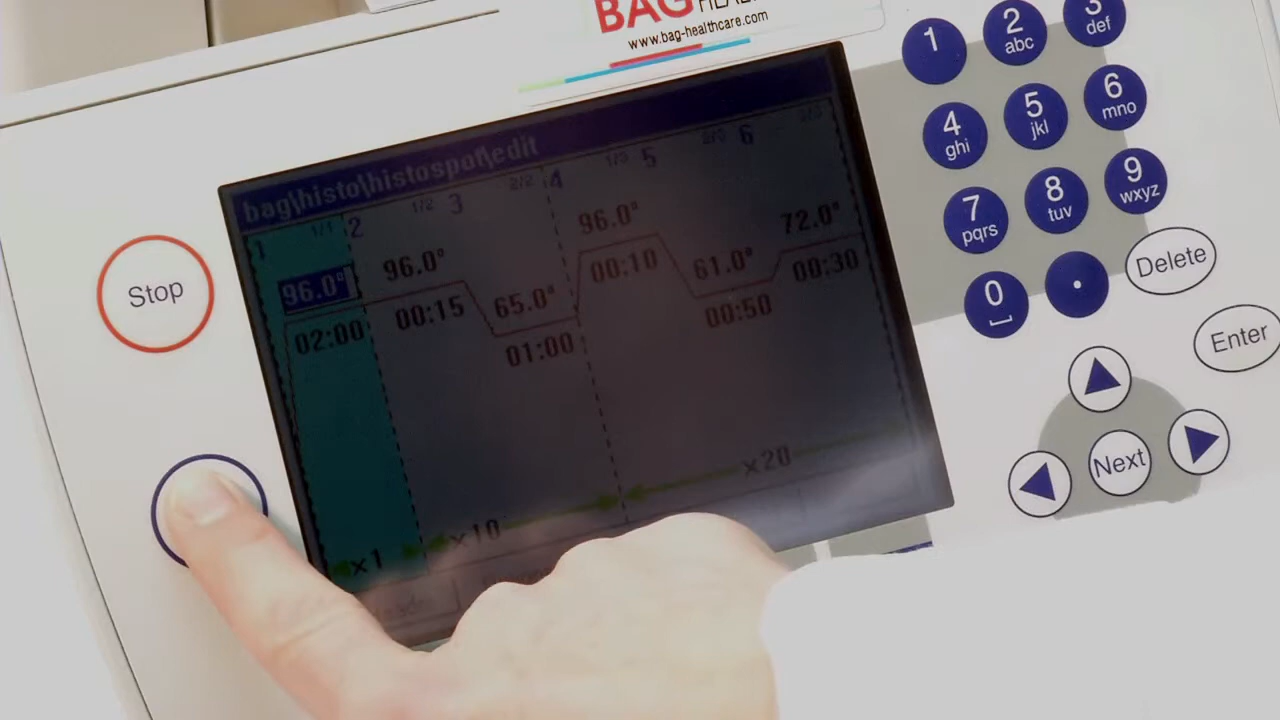 BAG
www.bag-healthcare.com
bag\histo\histospot\edit
1 1/1 2 1/2 3 2/2 4 1/3 5 2/3 6 3/3
96.0° 96.0° 65.0° 96.0° 61.0° 72.0°
02:00 00:15 01:00 00:10 00:50 00:30
x1 x10 x20
Stop
1
2 abc
3 def
4 ghi
5 jkl
6 mno
7 pqrs
8 tuv
9 wxyz
0
.
Delete
Enter
Next